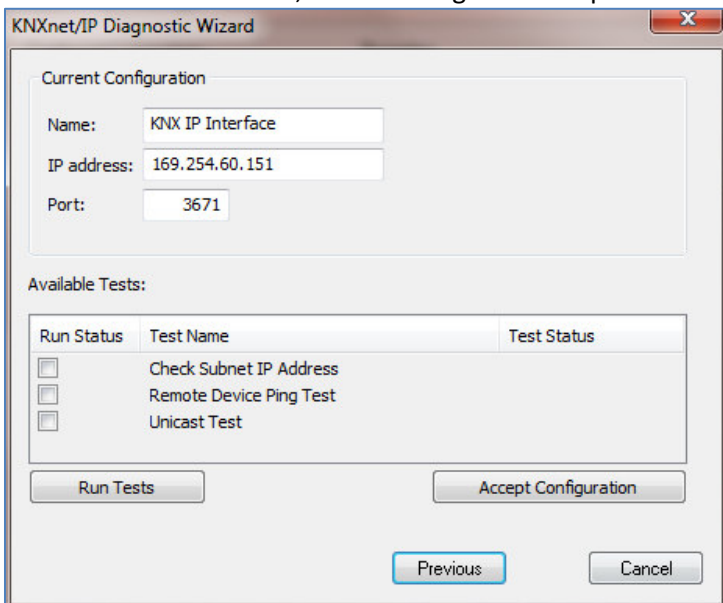 KNXnet/IP Diagnostic Wizard
Current Configuration
Name: KNX IP Interface
IP address: 169.254.60.151
Port: 3671
Available Tests:
Run Status Test Name Test Status
Check Subnet IP Address
Remote Device Ping Test
Unicast Test
Run Tests Accept Configuration
Previous Cancel